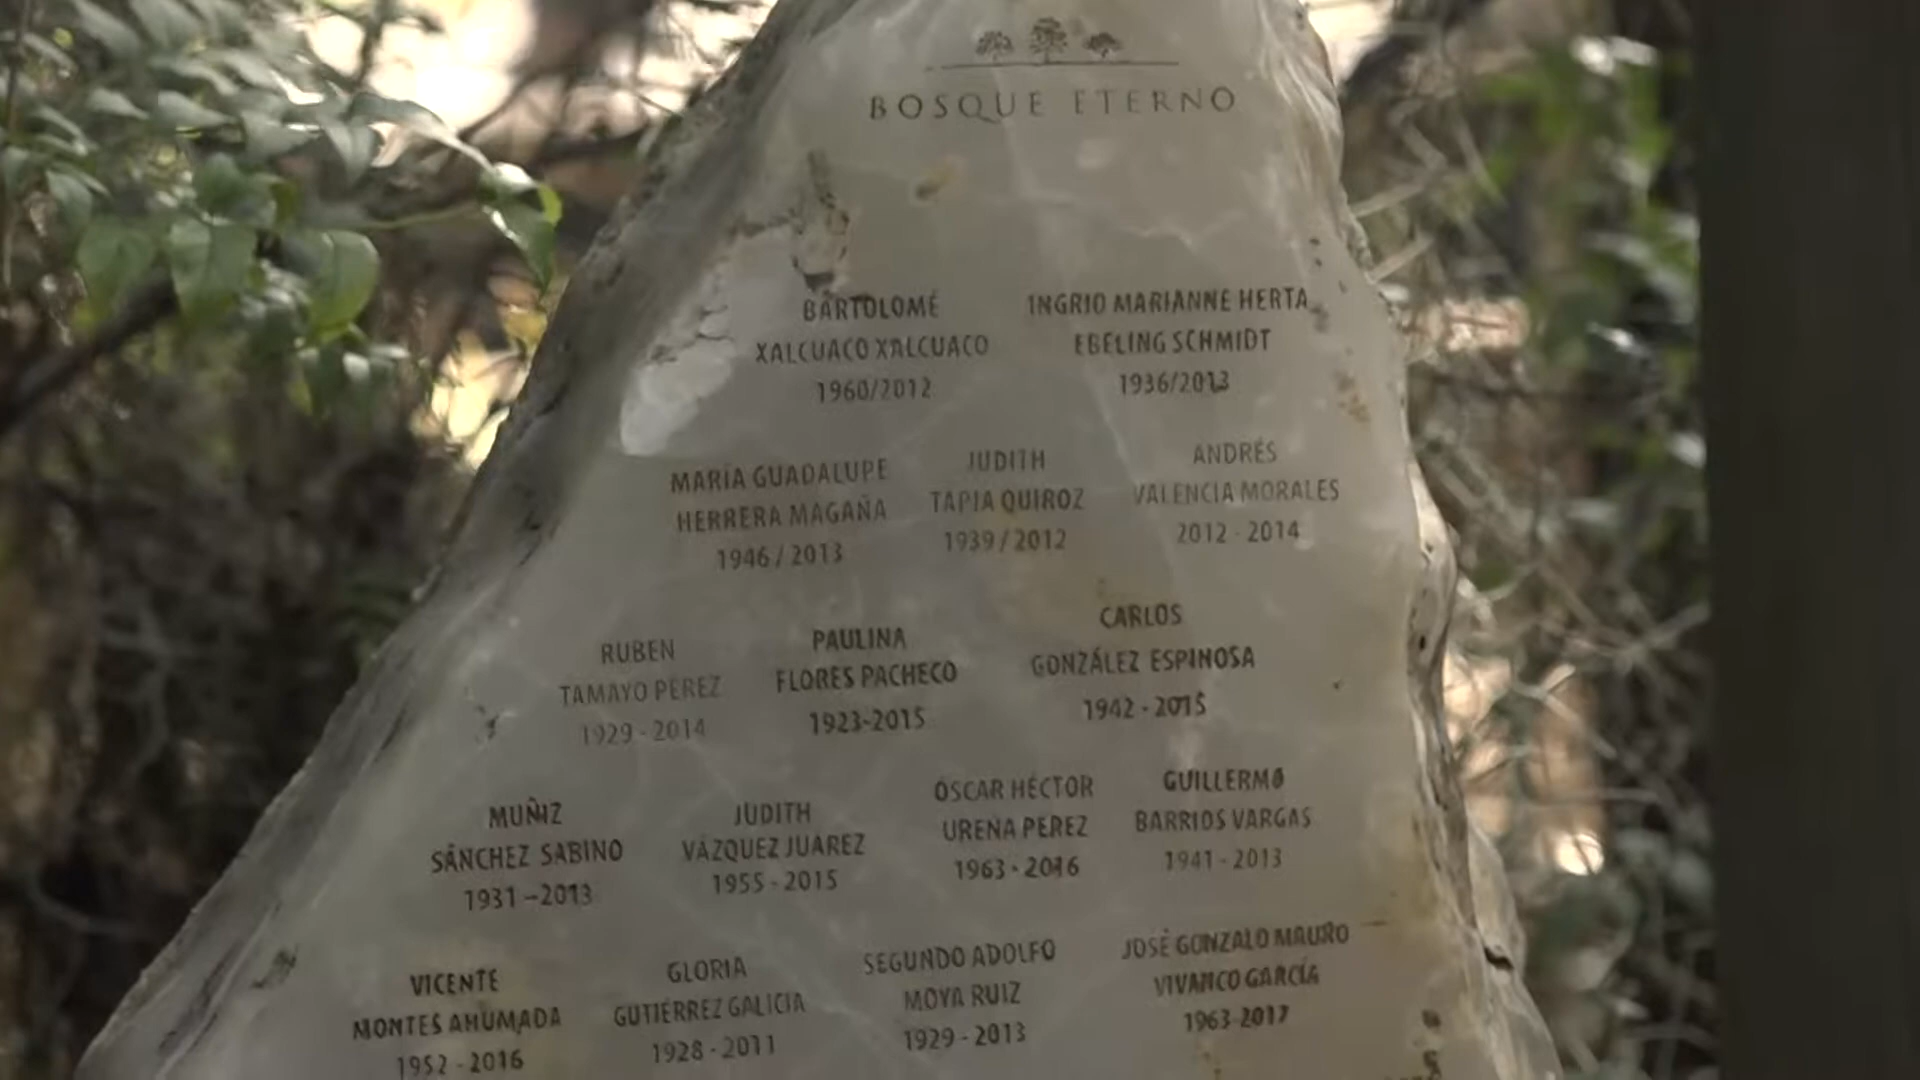 BOSQUE ETERNO
BARTOLOMÉ
XALCUACO XALCUACO
1960/2012
INGRID MARIANNE HERTA
EBELING SCHMIDT
1936/2013
MARÍA GUADALUPE
HERRERA MAGAÑA
1946 / 2013
JUDITH
TAPIA QUIROZ
1939 / 2012
ANDRÉS
VALENCIA MORALES
2012 - 2014
RUBEN
TAMAYO PEREZ
1929 - 2014
PAULINA
FLORES PACHECO
1923-2015
CARLOS
GONZÁLEZ ESPINOSA
1942 - 2015
MUÑIZ
SÁNCHEZ SABINO
1931 –2013
JUDITH
VÁZQUEZ JUAREZ
1955 - 2015
ÓSCAR HÉCTOR
URENA PEREZ
1963 - 2016
GUILLERMO
BARRIOS VARGAS
1941 - 2013
VICENTE
MONTES AHUMADA
1952 - 2016
GLORIA
GUTIÉRREZ GALICIA
1928 - 2011
SEGUNDO ADOLFO
MOYA RUIZ
1929 - 2013
JOSÉ GONZALO MAURO
VIVANCO GARCÍA
1963-2017